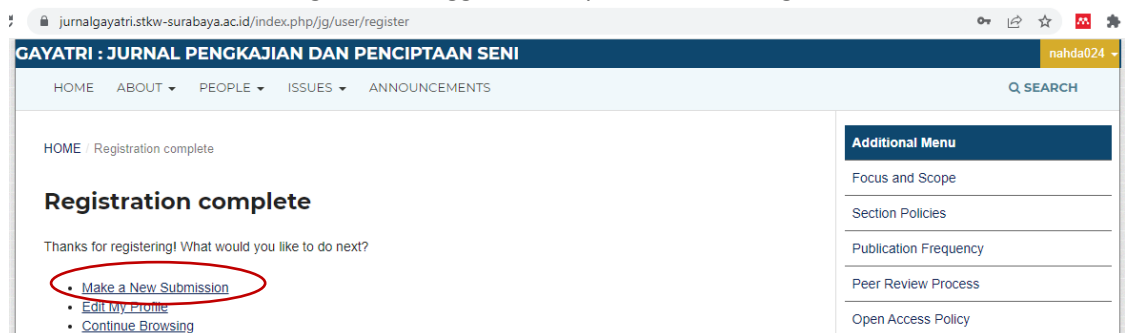 jurnalgayatri.stkw-surabaya.ac.id/index.php/jg/user/register
GAYATRI : JURNAL PENGKAJIAN DAN PENCIPTAAN SENI
nahda024
HOME ABOUT PEOPLE ISSUES ANNOUNCEMENTS
SEARCH
HOME / Registration complete
Registration complete
Thanks for registering! What would you like to do next?
• Make a New Submission
• Edit My Profile
• Continue Browsing
Additional Menu
Focus and Scope
Section Policies
Publication Frequency
Peer Review Process
Open Access Policy